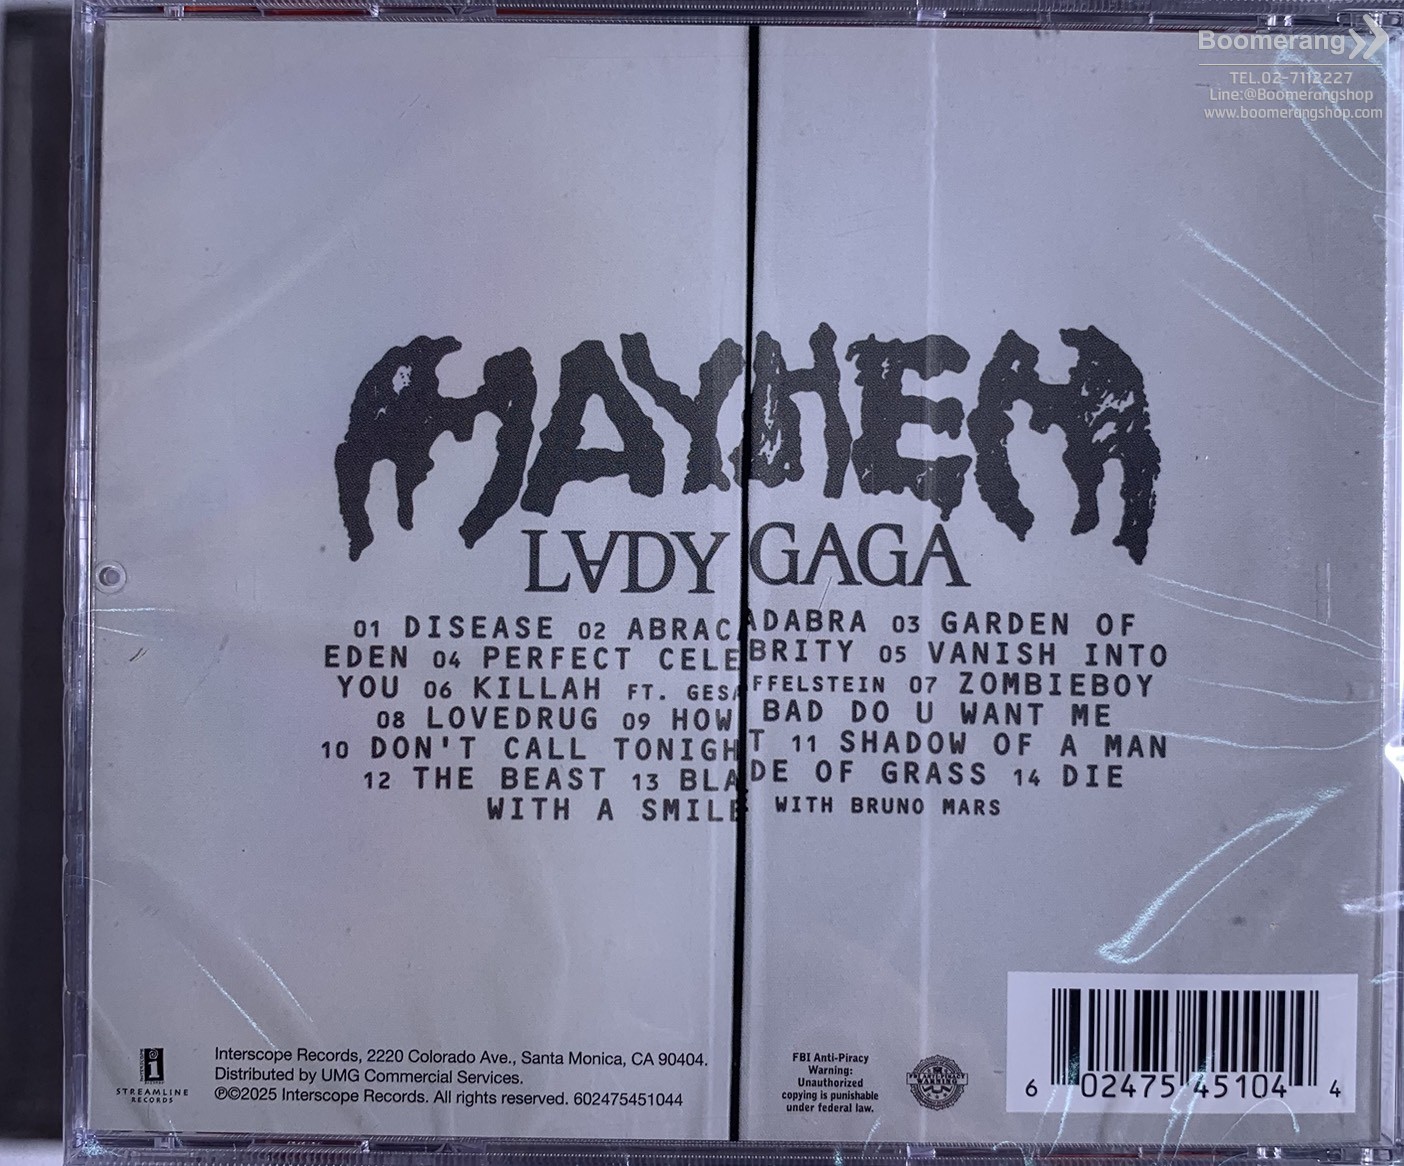 Boomerang
TEL.02-7112227
Line:@Boomerangshop
www.boomerangshop.com
MAYHEM
LADY GAGA
01 DISEASE 02 ABRACADABRA 03 GARDEN OF
EDEN 04 PERFECT CELEBRITY 05 VANISH INTO
YOU 06 KILLAH FT. GESAFFELSTEIN 07 ZOMBIEBOY
08 LOVEDRUG 09 HOW BAD DO U WANT ME
10 DON'T CALL TONIGHT 11 SHADOW OF A MAN
12 THE BEAST 13 BLADE OF GRASS 14 DIE
WITH A SMILE WITH BRUNO MARS
STREAMLINE
RECORDS
Interscope Records, 2220 Colorado Ave., Santa Monica, CA 90404.
Distributed by UMG Commercial Services.
℗©2025 Interscope Records. All rights reserved. 602475451044
FBI Anti-Piracy
Warning:
Unauthorized
copying is punishable
under federal law.
FBI ANTI-PIRACY
WARNING
6 02475 45104 4